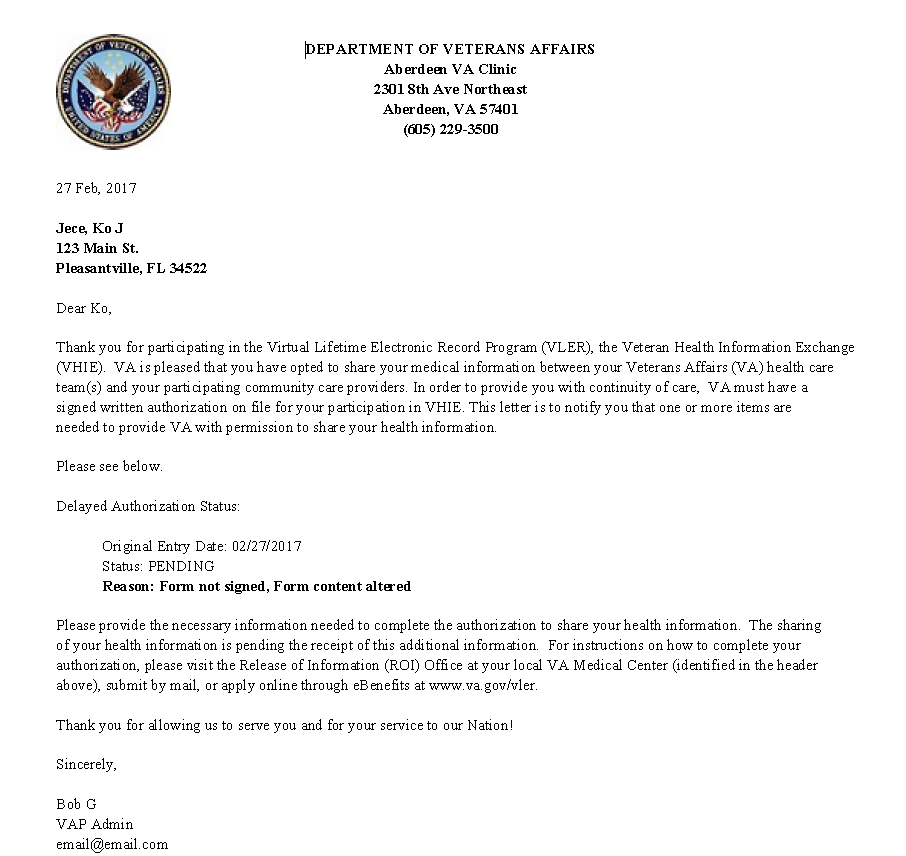 DEPARTMENT OF VETERANS AFFAIRS
Aberdeen VA Clinic
2301 8th Ave Northeast
Aberdeen, VA 57401
(605) 229-3500
DEPARTMENT OF VETERANS AFFAIRS
UNITED STATES OF AMERICA
27 Feb, 2017
Jece, Ko J
123 Main St.
Pleasantville, FL 34522
Dear Ko,
Thank you for participating in the Virtual Lifetime Electronic Record Program (VLER), the Veteran Health Information Exchange
(VHIE).  VA is pleased that you have opted to share your medical information between your Veterans Affairs (VA) health care
team(s) and your participating community care providers. In order to provide you with continuity of care,  VA must have a
signed written authorization on file for your participation in VHIE. This letter is to notify you that one or more items are
needed to provide VA with permission to share your health information.
Please see below.
Delayed Authorization Status:
Original Entry Date: 02/27/2017
Status: PENDING
Reason: Form not signed, Form content altered
Please provide the necessary information needed to complete the authorization to share your health information.  The sharing
of your health information is pending the receipt of this additional information.  For instructions on how to complete your
authorization, please visit the Release of Information (ROI) Office at your local VA Medical Center (identified in the header
above), submit by mail, or apply online through eBenefits at www.va.gov/vler.
Thank you for allowing us to serve you and for your service to our Nation!
Sincerely,
Bob G
VAP Admin
email@email.com